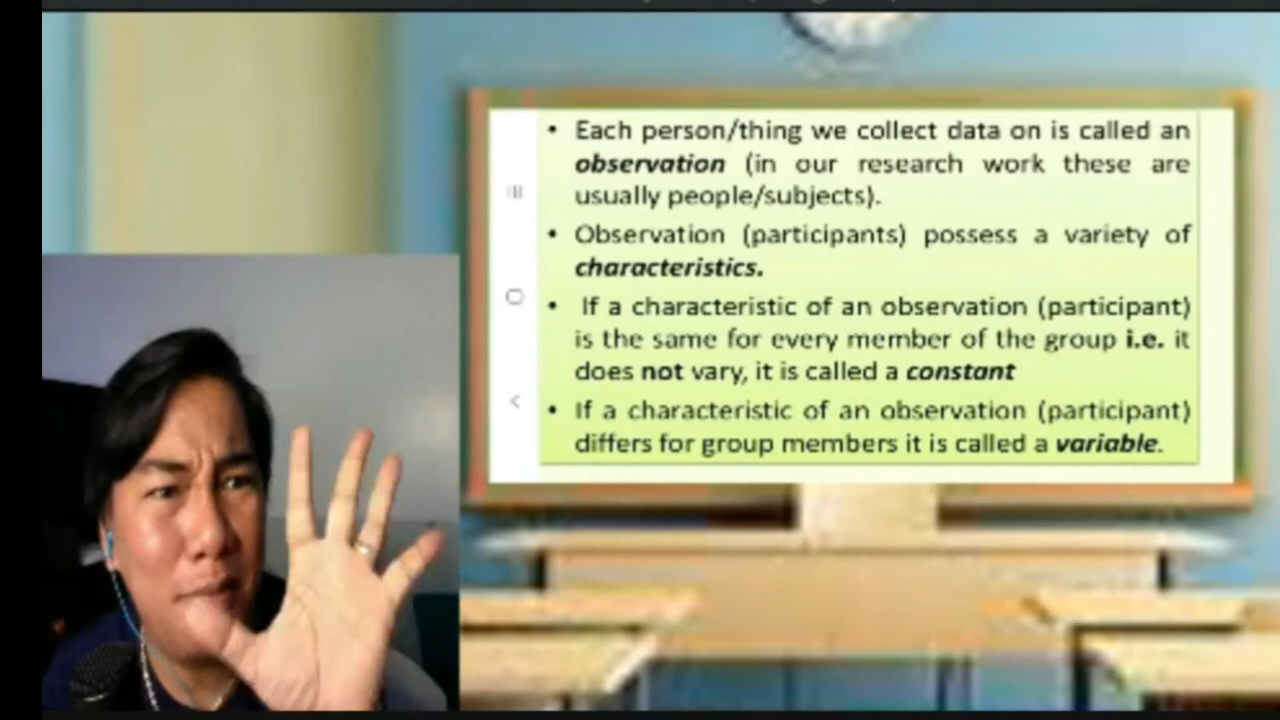 • Each person/thing we collect data on is called an
observation (in our research work these are
usually people/subjects).
• Observation (participants) possess a variety of
characteristics.
• If a characteristic of an observation (participant)
is the same for every member of the group i.e. it
does not vary, it is called a constant
• If a characteristic of an observation (participant)
differs for group members it is called a variable.